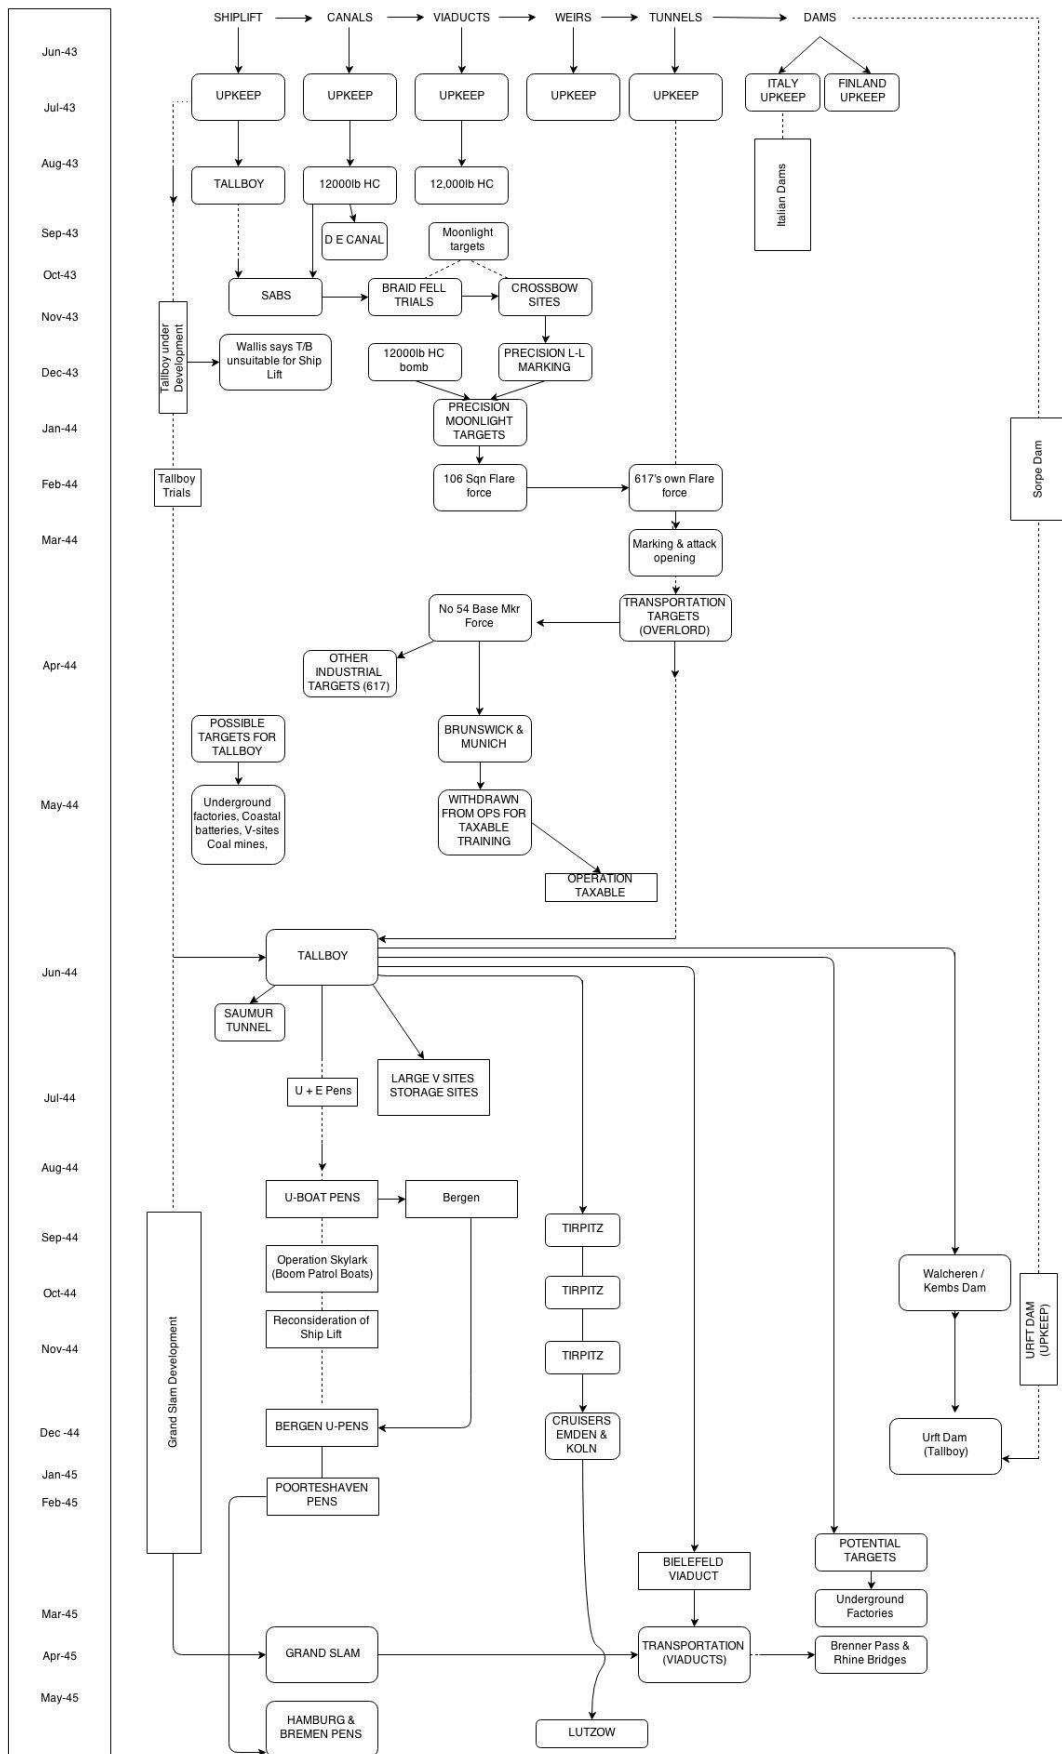 SHIPLIFT
CANALS
VIADUCTS
WEIRS
TUNNELS
DAMS
Jun-43
UPKEEP
UPKEEP
UPKEEP
UPKEEP
UPKEEP
ITALY
UPKEEP
FINLAND
UPKEEP
Jul-43
Aug-43
TALLBOY
12000lb HC
12,000lb HC
Italian Dams
Sep-43
D E CANAL
Moonlight
targets
Oct-43
SABS
BRAID FELL
TRIALS
CROSSBOW
SITES
Nov-43
Tallboy under
Development
Wallis says T/B
unsuitable for Ship
Lift
12000lb HC
bomb
PRECISION L-L
MARKING
Dec-43
PRECISION
MOONLIGHT
TARGETS
Jan-44
Sorpe Dam
Tallboy
Trials
106 Sqn Flare
force
617's own Flare
force
Feb-44
Mar-44
Marking & attack
opening
No 54 Base Mkr
Force
TRANSPORTATION
TARGETS
(OVERLORD)
Apr-44
OTHER
INDUSTRIAL
TARGETS (617)
POSSIBLE
TARGETS FOR
TALLBOY
BRUNSWICK &
MUNICH
May-44
Underground
factories, Coastal
batteries, V-sites
Coal mines,
WITHDRAWN
FROM OPS FOR
TAXABLE
TRAINING
OPERATION
TAXABLE
TALLBOY
Jun-44
SAUMUR
TUNNEL
LARGE V SITES
STORAGE SITES
U + E Pens
Jul-44
Aug-44
U-BOAT PENS
Bergen
TIRPITZ
Sep-44
Operation Skylark
(Boom Patrol Boats)
Walcheren /
Kembs Dam
Oct-44
TIRPITZ
URFT DAM
(UPKEEP)
Reconsideration of
Ship Lift
Nov-44
TIRPITZ
Grand Slam Development
BERGEN U-PENS
CRUISERS
EMDEN &
KOLN
Dec -44
Urft Dam
(Tallboy)
Jan-45
POORTESHAVEN
PENS
Feb-45
POTENTIAL
TARGETS
BIELEFELD
VIADUCT
Underground
Factories
Mar-45
GRAND SLAM
TRANSPORTATION
(VIADUCTS)
Brenner Pass &
Rhine Bridges
Apr-45
May-45
HAMBURG &
BREMEN PENS
LUTZOW